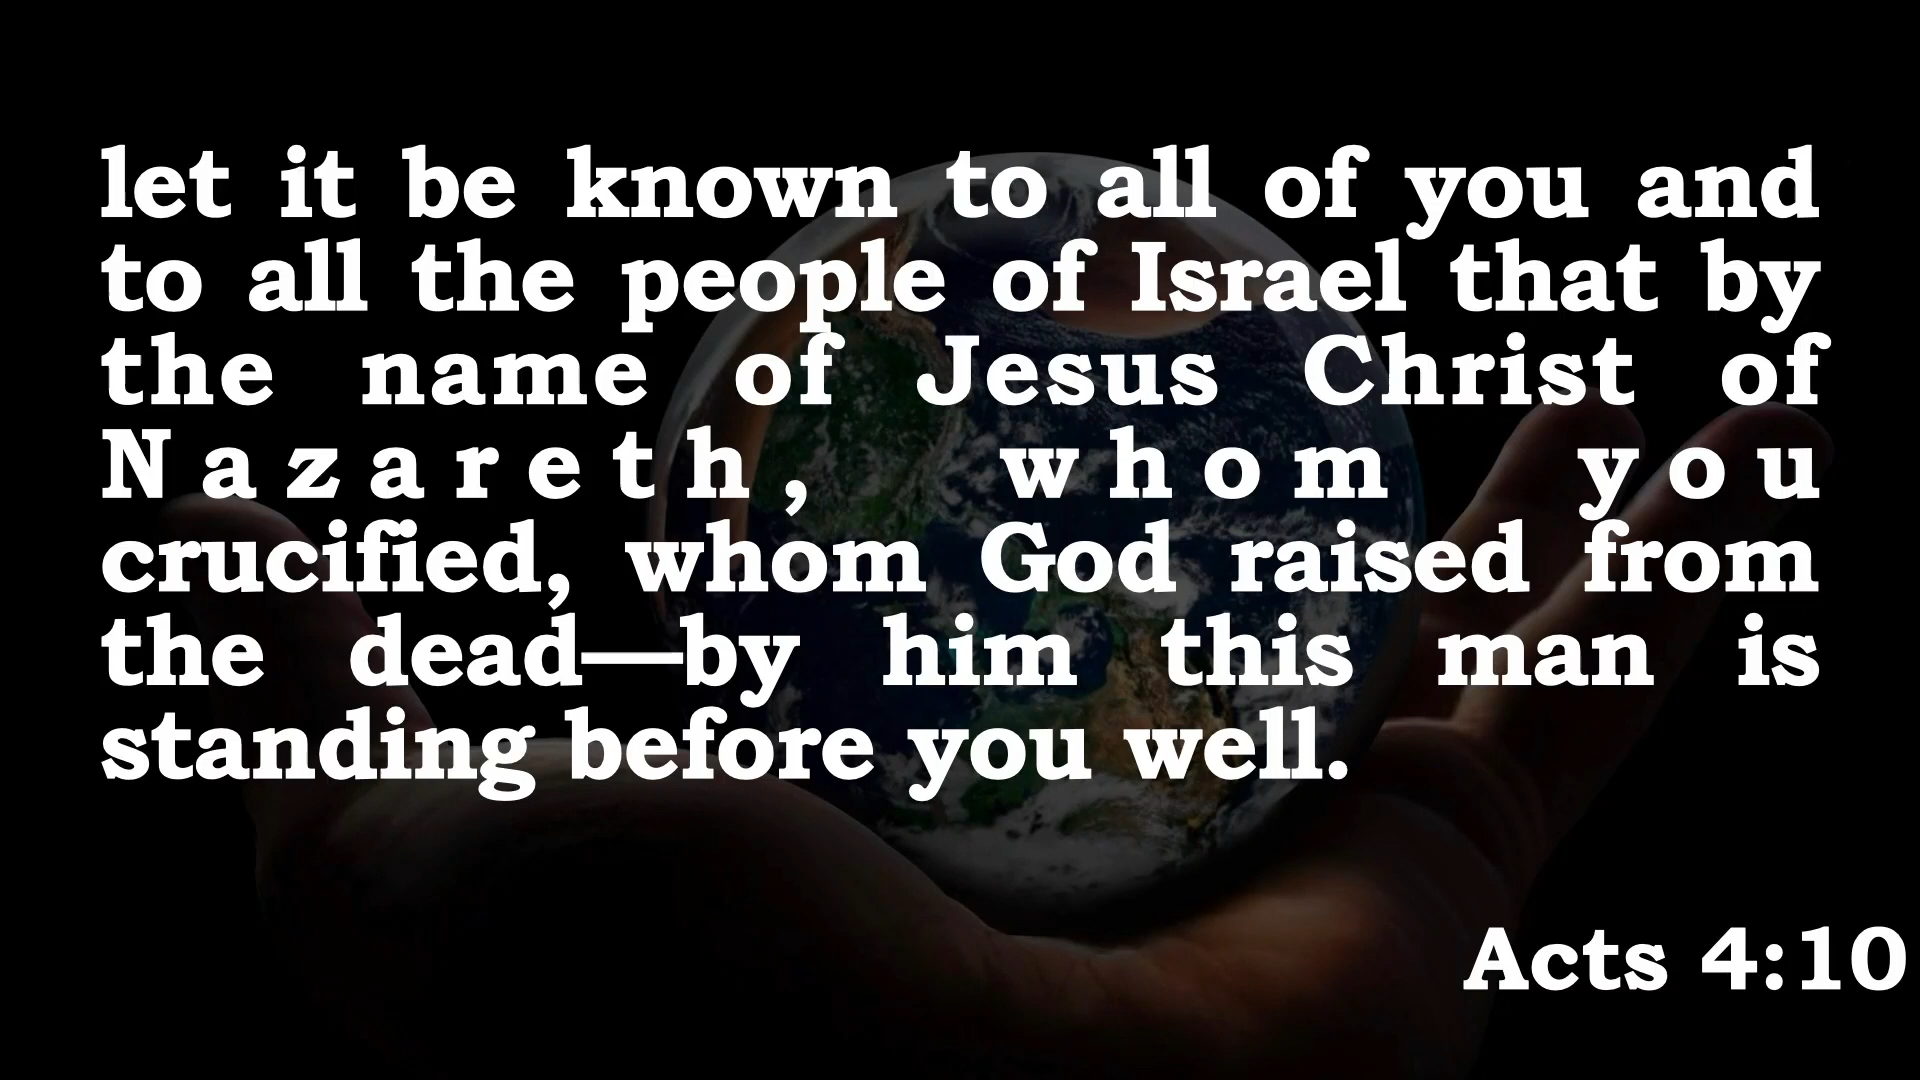 let it be known to all of you and
to all the people of Israel that by
the name of Jesus Christ of
Nazareth, whom you
crucified, whom God raised from
the dead—by him this man is
standing before you well.
Acts 4:10